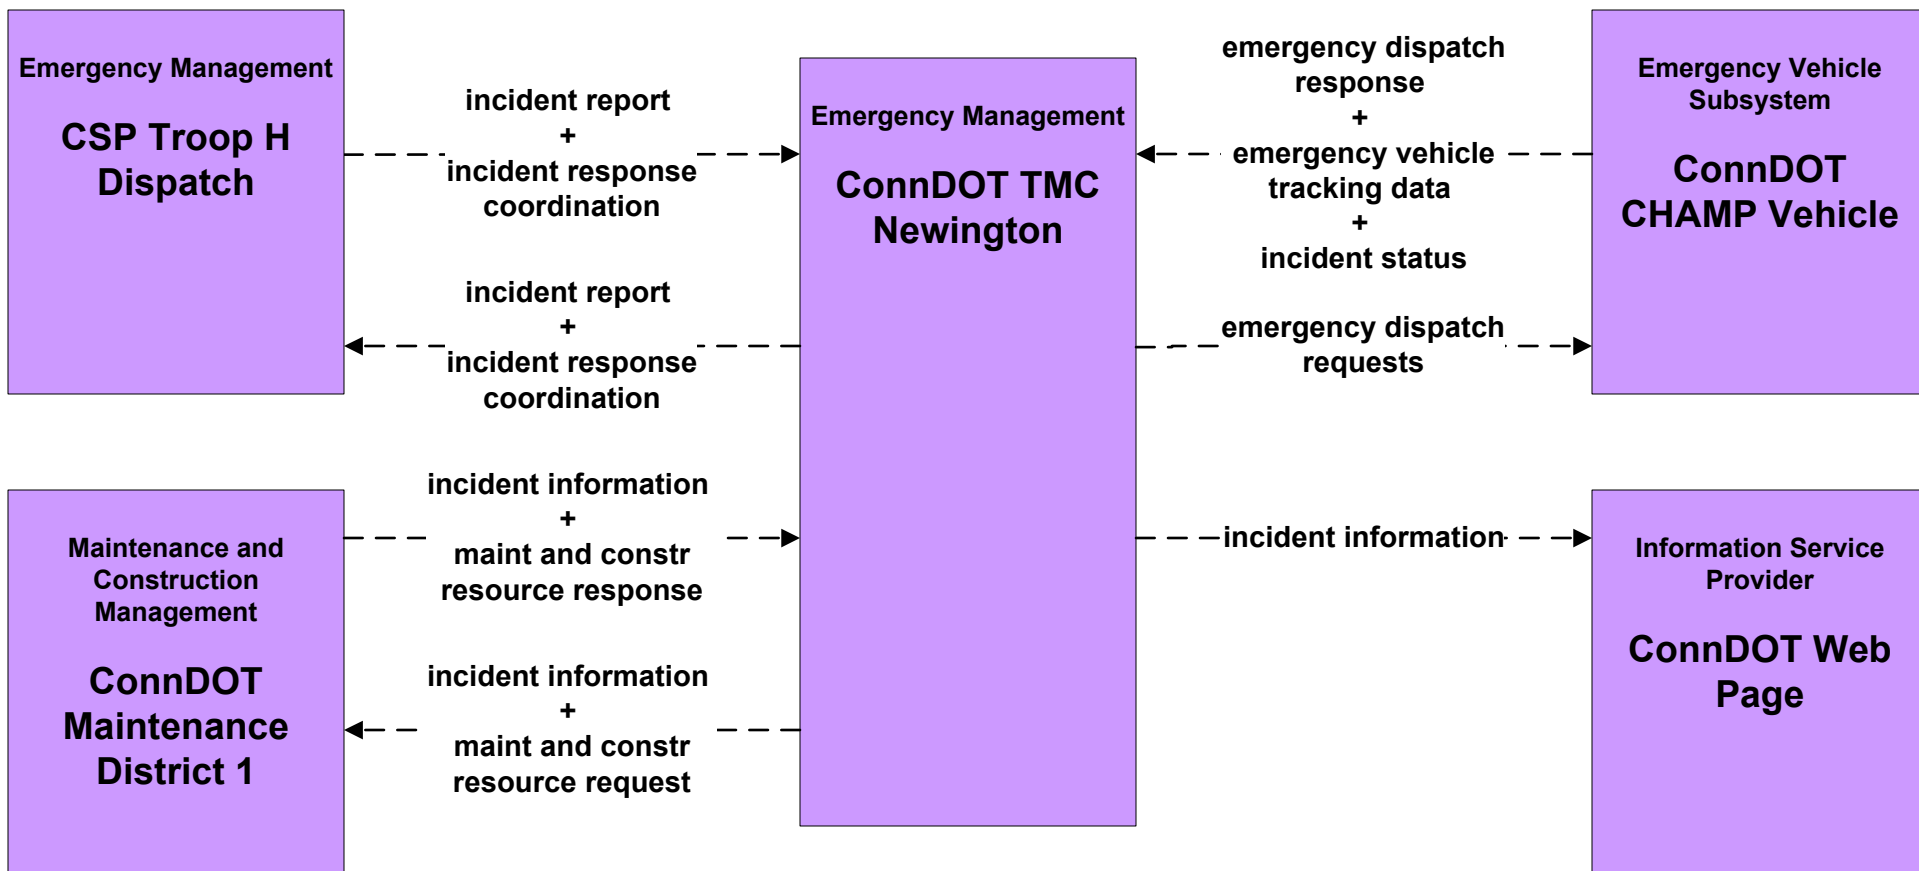 Emergency Management
CSP Troop H
Dispatch
incident report
+
incident response
coordination
incident report
+
incident response
coordination
Emergency Management
ConnDOT TMC
Newington
emergency dispatch
response
+
emergency vehicle
tracking data
+
incident status
emergency dispatch
requests
Emergency Vehicle
Subsystem
ConnDOT
CHAMP Vehicle
Maintenance and
Construction
Management
ConnDOT
Maintenance
District 1
incident information
+
maint and constr
resource response
incident information
+
maint and constr
resource request
incident information
Information Service
Provider
ConnDOT Web
Page